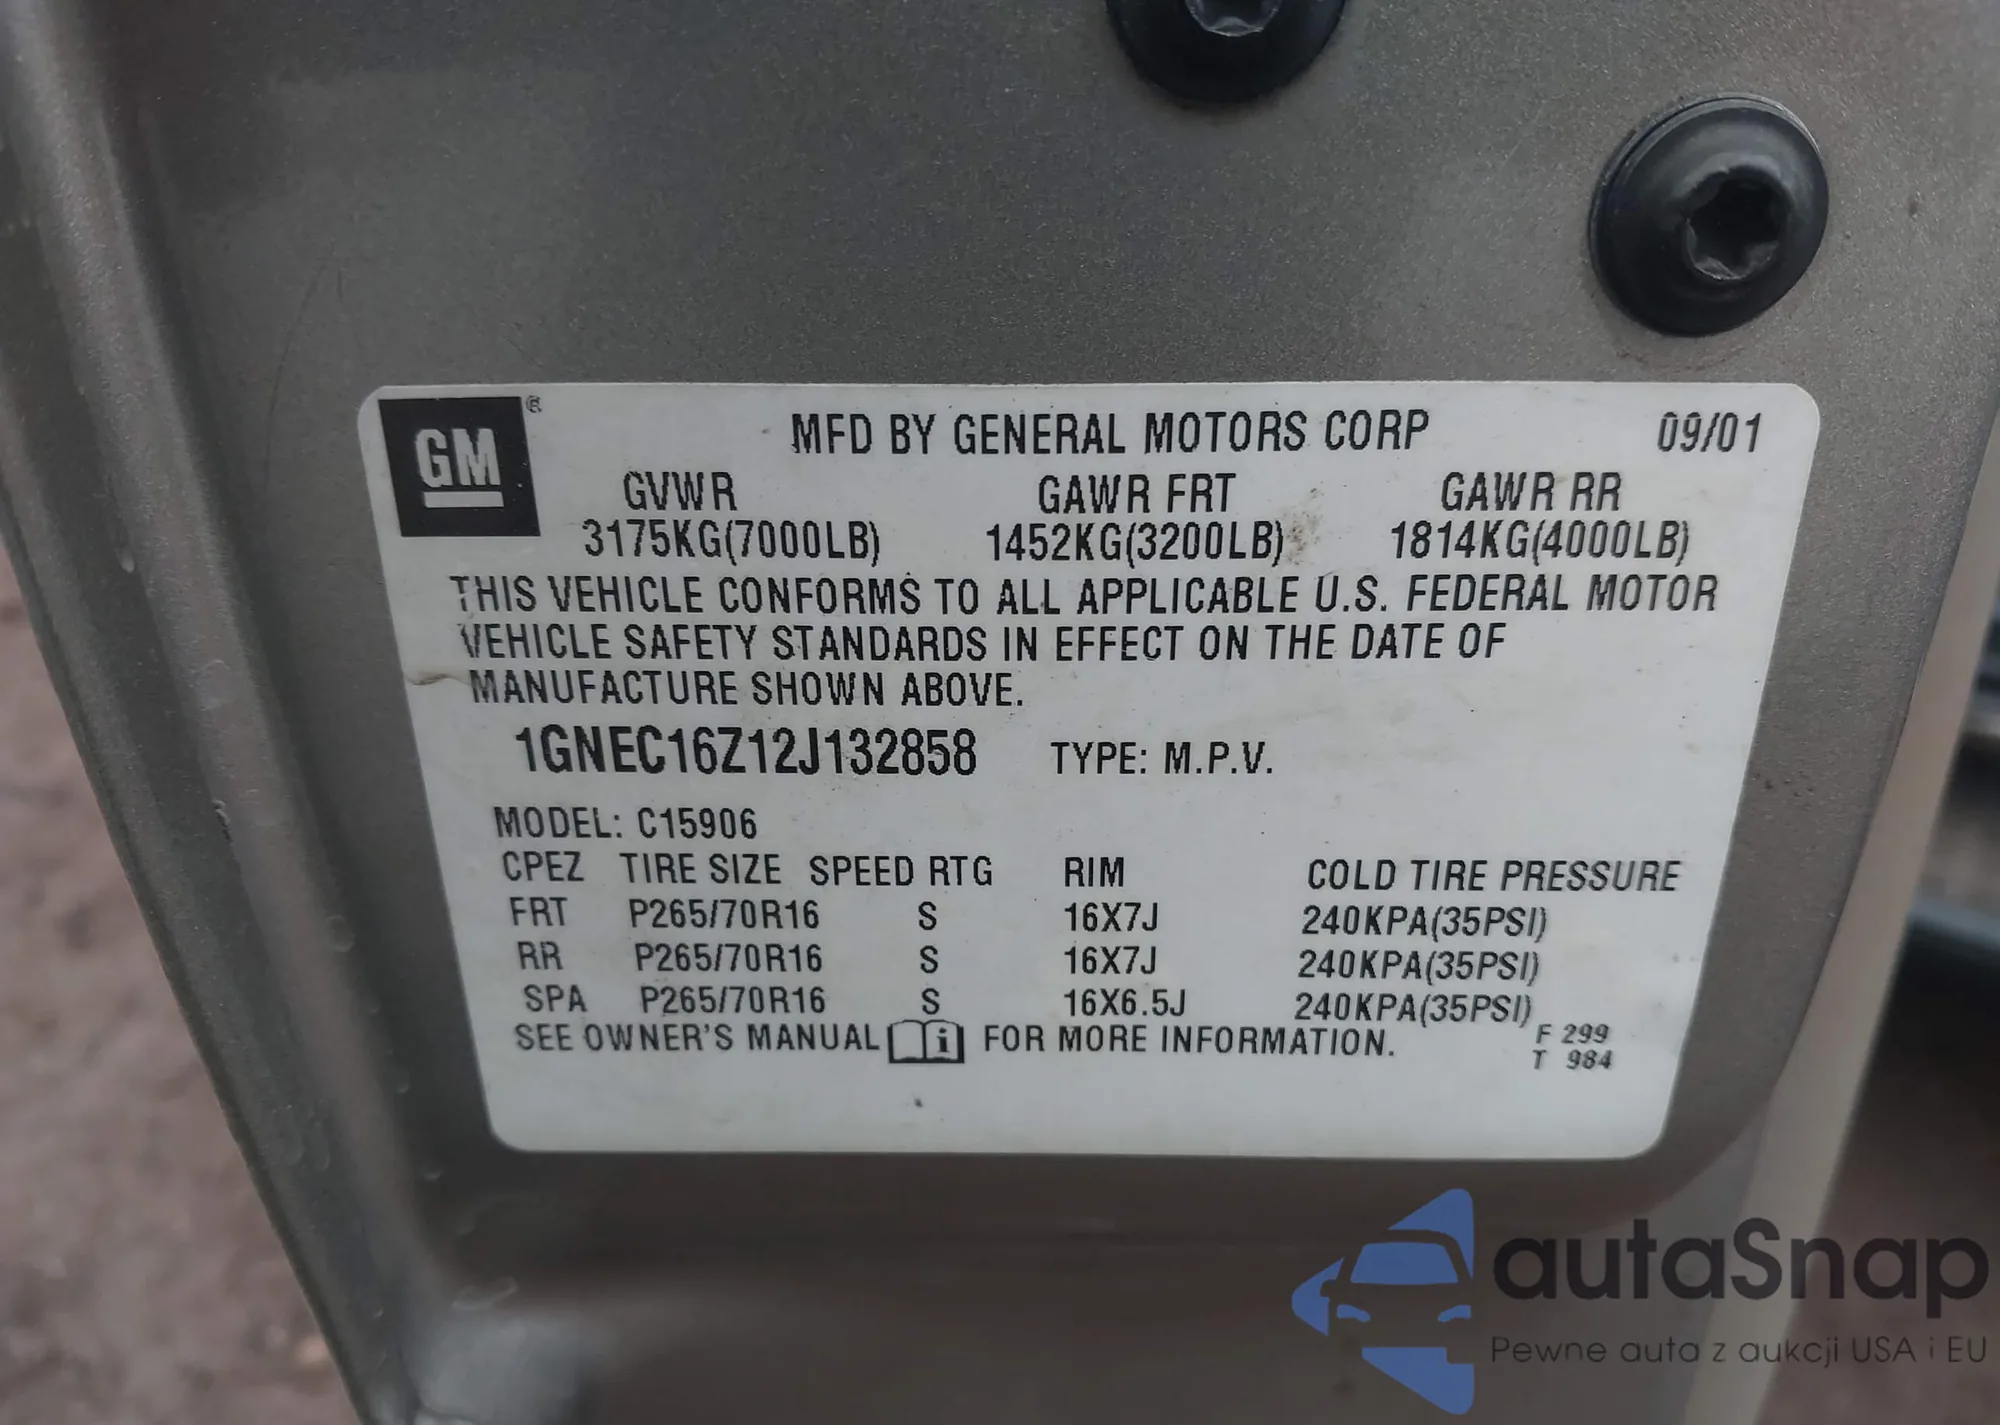 GM®
MFD BY GENERAL MOTORS CORP 09/01
GVWR GAWR FRT GAWR RR
3175KG(7000LB) 1452KG(3200LB) 1814KG(4000LB)
THIS VEHICLE CONFORMS TO ALL APPLICABLE U.S. FEDERAL MOTOR
VEHICLE SAFETY STANDARDS IN EFFECT ON THE DATE OF
MANUFACTURE SHOWN ABOVE.
1GNEC16Z12J132858 TYPE: M.P.V.
MODEL: C15906
CPEZ TIRE SIZE SPEED RTG RIM COLD TIRE PRESSURE
FRT P265/70R16 S 16X7J 240KPA(35PSI)
RR P265/70R16 S 16X7J 240KPA(35PSI)
SPA P265/70R16 S 16X6.5J 240KPA(35PSI)
SEE OWNER'S MANUAL i FOR MORE INFORMATION.
F 299
T 984
autaSnap
Pewne auta z aukcji USA i EU